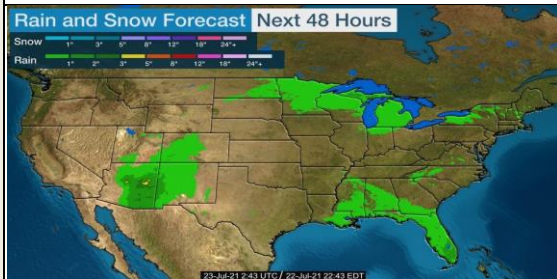 Rain and Snow Forecast Next 48 Hours
Snow 1" 3" 5" 8" 12" 18" 24"+
Rain 1" 2" 3" 5" 8" 12" 18" 24"+
23-Jul-21 2:43 UTC / 22-Jul-21 22:43 EDT